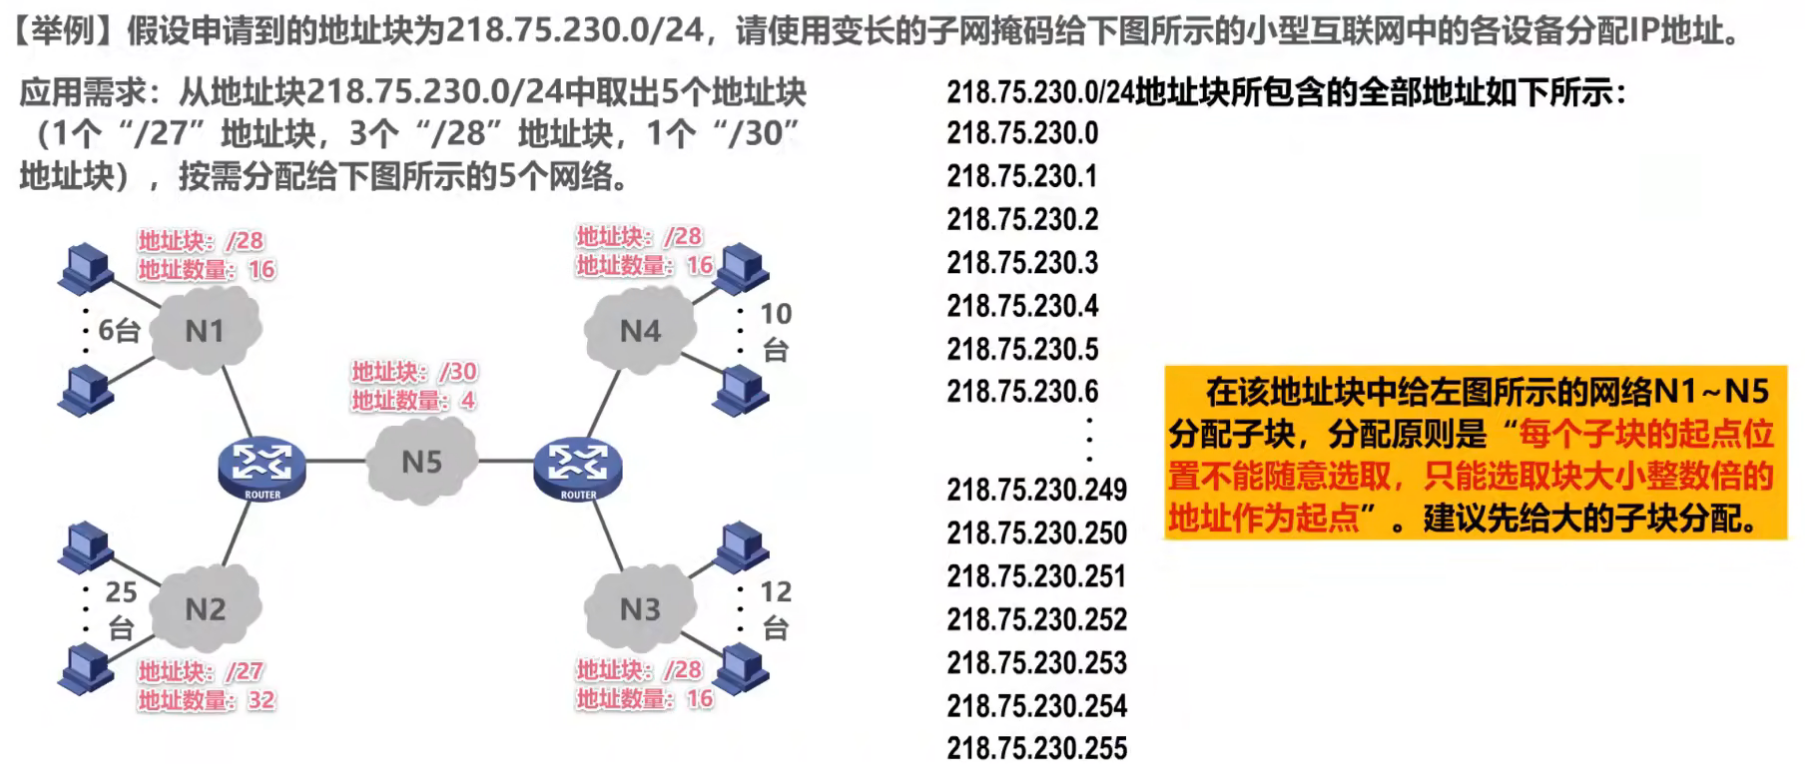 【举例】假设申请到的地址块为218.75.230.0/24，请使用变长的子网掩码给下图所示的小型互联网中的各设备分配IP地址。
应用需求：从地址块218.75.230.0/24中取出5个地址块
（1个“/27”地址块，3个“/28”地址块，1个“/30”
地址块），按需分配给下图所示的5个网络。
地址块：/28
地址数量：16
6台
N1
地址块：/28
地址数量：16
N4
10
台
地址块：/30
地址数量：4
N5
ROUTER
ROUTER
25
台
N2
地址块：/27
地址数量：32
N3
12
台
地址块：/28
地址数量：16
218.75.230.0/24地址块所包含的全部地址如下所示：
218.75.230.0
218.75.230.1
218.75.230.2
218.75.230.3
218.75.230.4
218.75.230.5
218.75.230.6
218.75.230.249
218.75.230.250
218.75.230.251
218.75.230.252
218.75.230.253
218.75.230.254
218.75.230.255
在该地址块中给左图所示的网络N1~N5
分配子块，分配原则是“每个子块的起点位
置不能随意选取，只能选取块大小整数倍的
地址作为起点”。建议先给大的子块分配。